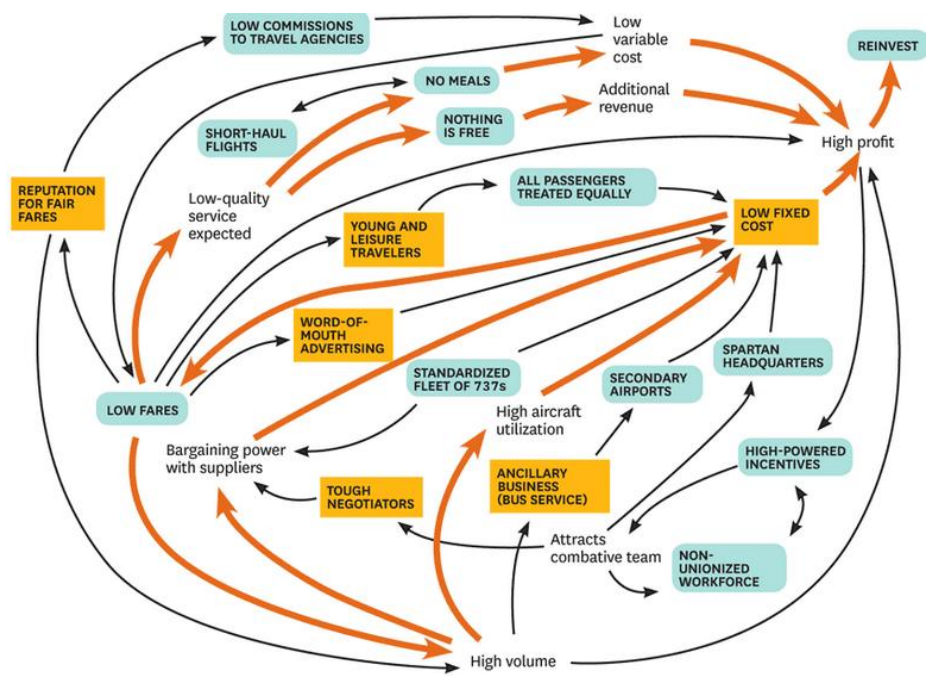 LOW COMMISSIONS
TO TRAVEL AGENCIES
Low
variable
cost
REINVEST
NO MEALS
Additional
revenue
SHORT-HAUL
FLIGHTS
NOTHING
IS FREE
High profit
REPUTATION
FOR FAIR
FARES
Low-quality
service
expected
ALL PASSENGERS
TREATED EQUALLY
YOUNG AND
LEISURE
TRAVELERS
LOW FIXED
COST
WORD-OF-
MOUTH
ADVERTISING
STANDARDIZED
FLEET OF 737s
SECONDARY
AIRPORTS
SPARTAN
HEADQUARTERS
LOW FARES
High aircraft
utilization
Bargaining power
with suppliers
HIGH-POWERED
INCENTIVES
TOUGH
NEGOTIATORS
ANCILLARY
BUSINESS
(BUS SERVICE)
Attracts
combative team
NON-
UNIONIZED
WORKFORCE
High volume